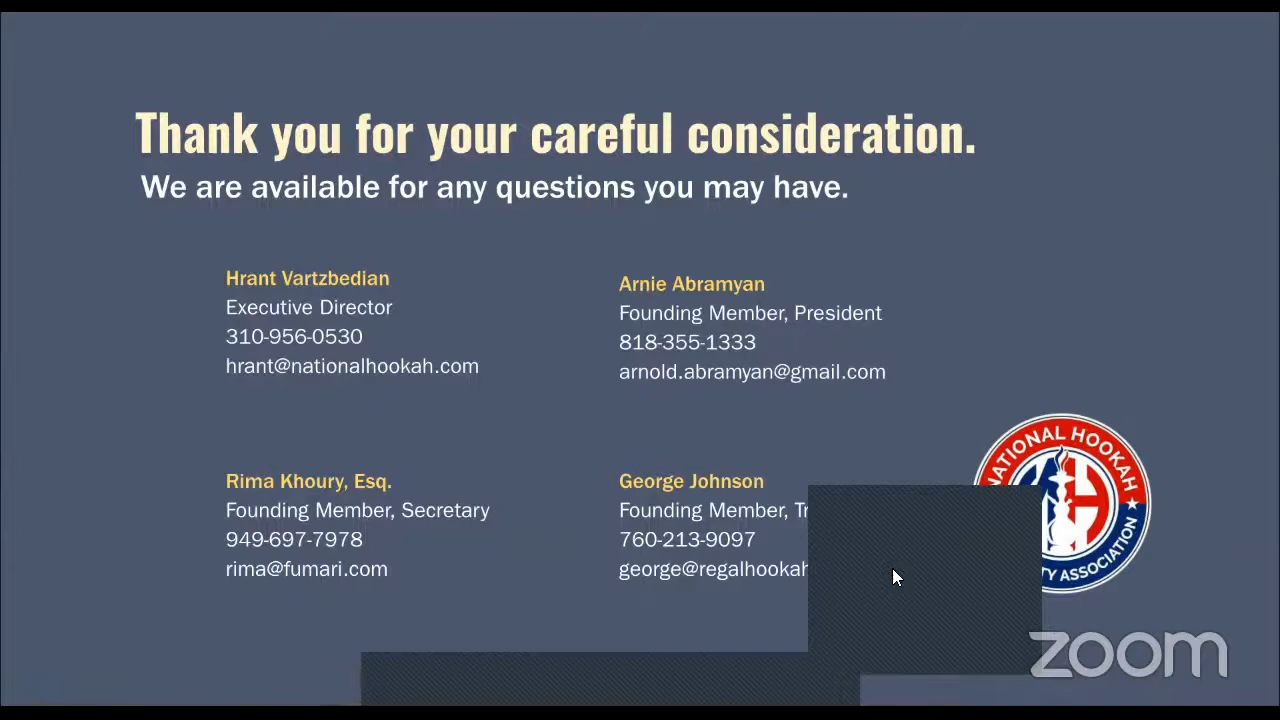 Thank you for your careful consideration.
We are available for any questions you may have.
Hrant Vartzbedian
Executive Director
310-956-0530
hrant@nationalhookah.com
Arnie Abramyan
Founding Member, President
818-355-1333
arnold.abramyan@gmail.com
Rima Khoury, Esq.
Founding Member, Secretary
949-697-7978
rima@fumari.com
George Johnson
Founding Member,
760-213-9097
george@regalhookah
NATIONAL HOOKAH
ASSOCIATION
zoom